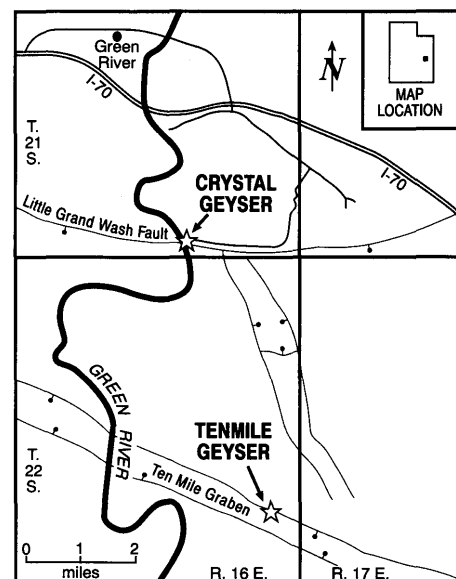 Green
River
I-70
N
MAP
LOCATION
T.
21
S.
I-70
CRYSTAL
GEYSER
Little Grand Wash Fault
GREEN RIVER
TENMILE
GEYSER
T.
22
S.
Ten Mile Graben
0 1 2
miles
R. 16 E.
R. 17 E.